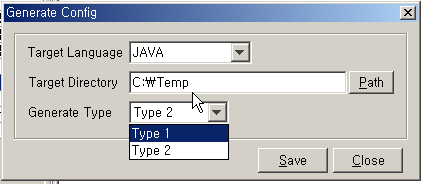 Generate Config
Target Language JAVA
Target Directory C:₩Temp Path
Generate Type Type 2
Type 1
Type 2
Save Close